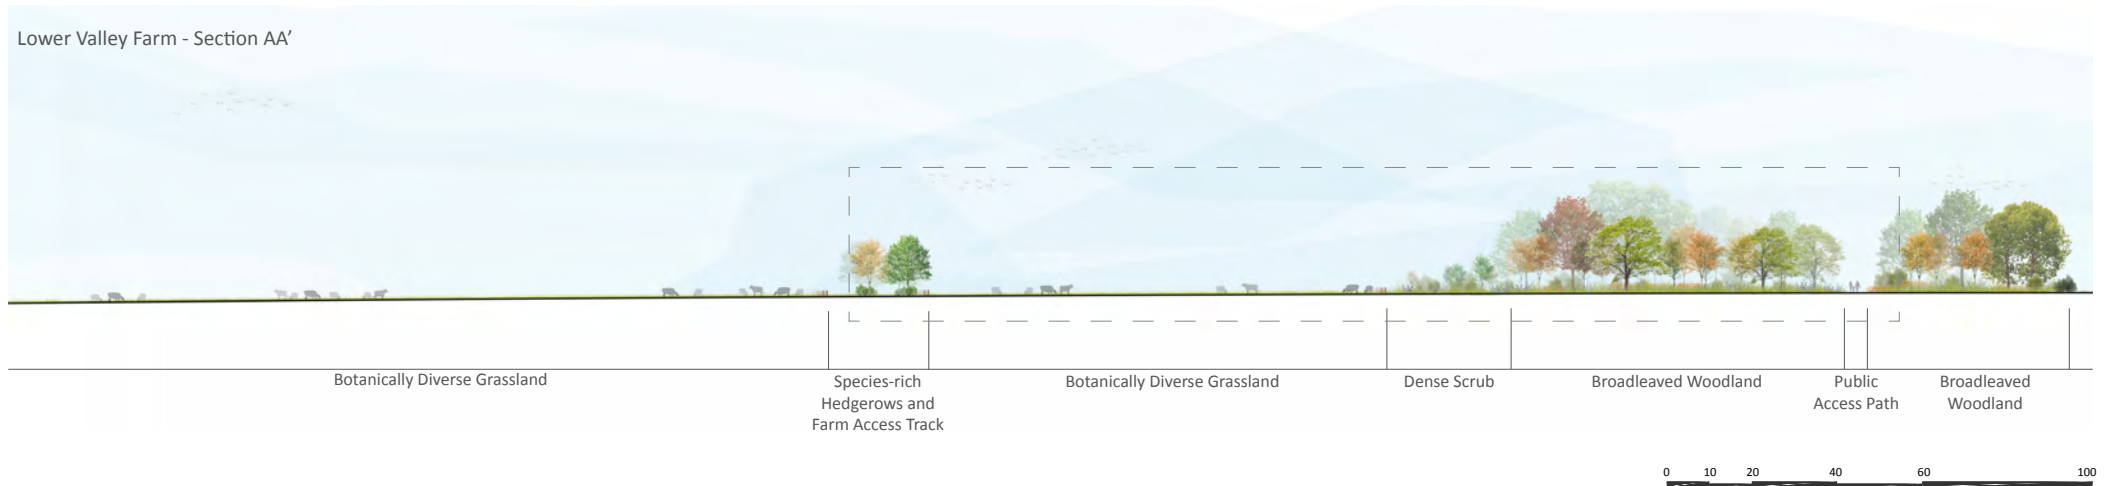 Lower Valley Farm - Section AA’
Botanically Diverse Grassland
Species-rich
Hedgerows and
Farm Access Track
Botanically Diverse Grassland
Dense Scrub
Broadleaved Woodland
Public
Access Path
Broadleaved
Woodland
0 10 20 40 60 100